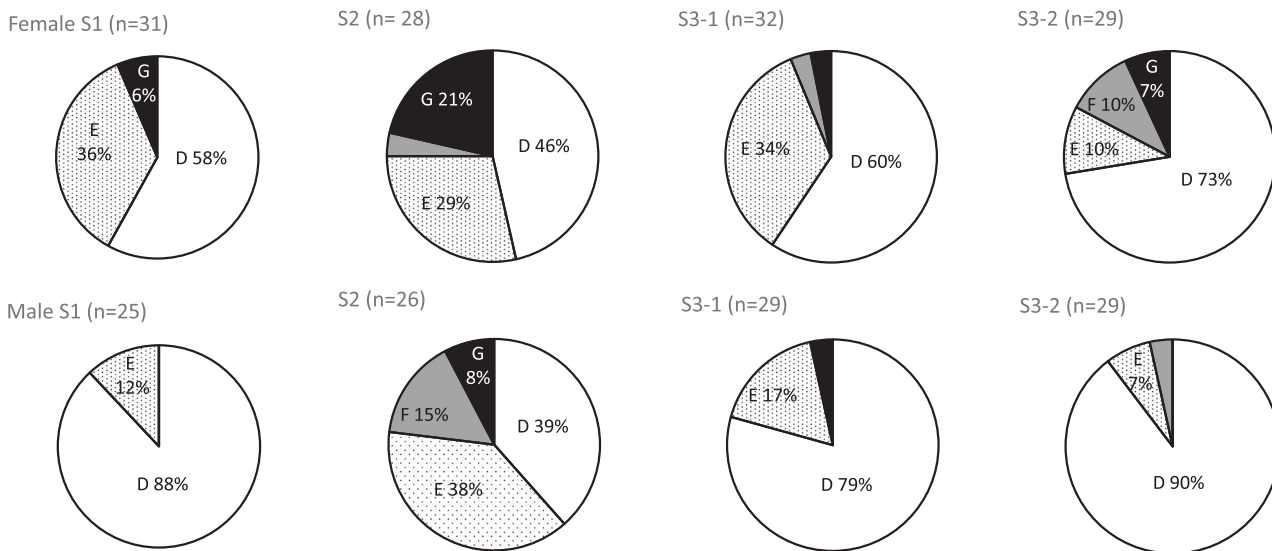 Female S1 (n=31)
S2 (n= 28)
S3-1 (n=32)
S3-2 (n=29)
G
6%
E
36%
D 58%
G 21%
D 46%
E 29%
E 34%
D 60%
G
7%
F 10%
E 10%
D 73%
Male S1 (n=25)
S2 (n=26)
S3-1 (n=29)
S3-2 (n=29)
E
12%
D 88%
G
8%
F 15%
D 39%
E 38%
E 17%
D 79%
E
7%
D 90%